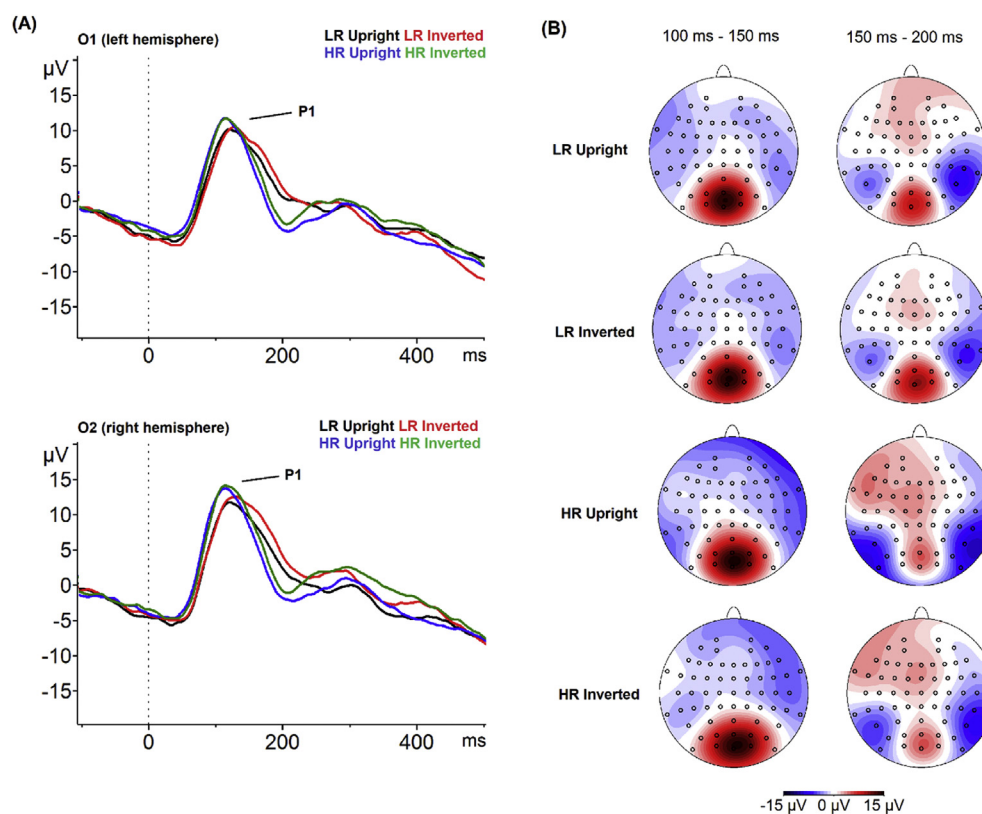 (A)
O1 (left hemisphere)
LR Upright LR Inverted
HR Upright HR Inverted
µV
15
10
5
0
-5
-10
-15
P1
0
200
400
ms
O2 (right hemisphere)
LR Upright LR Inverted
HR Upright HR Inverted
µV
15
10
5
0
-5
-10
-15
P1
0
200
400
ms
(B)
100 ms - 150 ms
150 ms - 200 ms
LR Upright
LR Inverted
HR Upright
HR Inverted
-15 µV 0 µV 15 µV